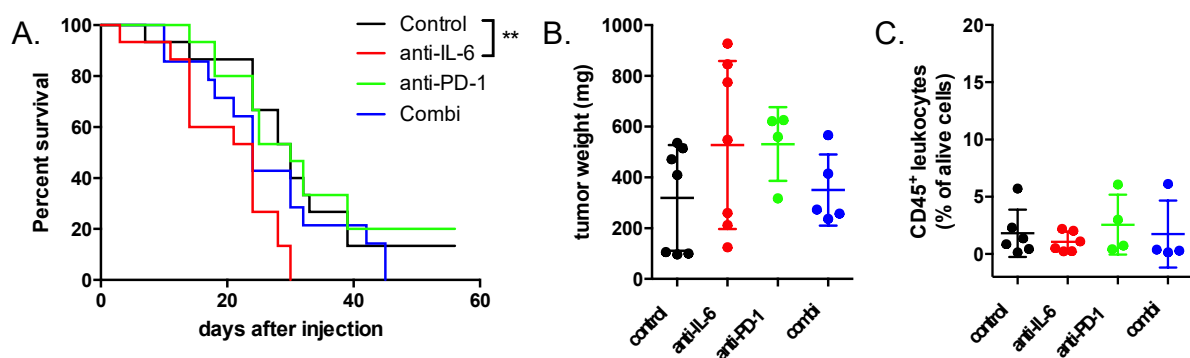 A.
Percent survival
100
80
60
40
20
0
0
20
40
60
days after injection
Control
anti-IL-6
anti-PD-1
Combi
**
B.
tumor weight (mg)
1000
800
600
400
200
0
control
anti-IL-6
anti-PD-1
combi
C.
CD45⁺ leukocytes
(% of alive cells)
20
15
10
5
0
control
anti-IL-6
anti-PD-1
combi